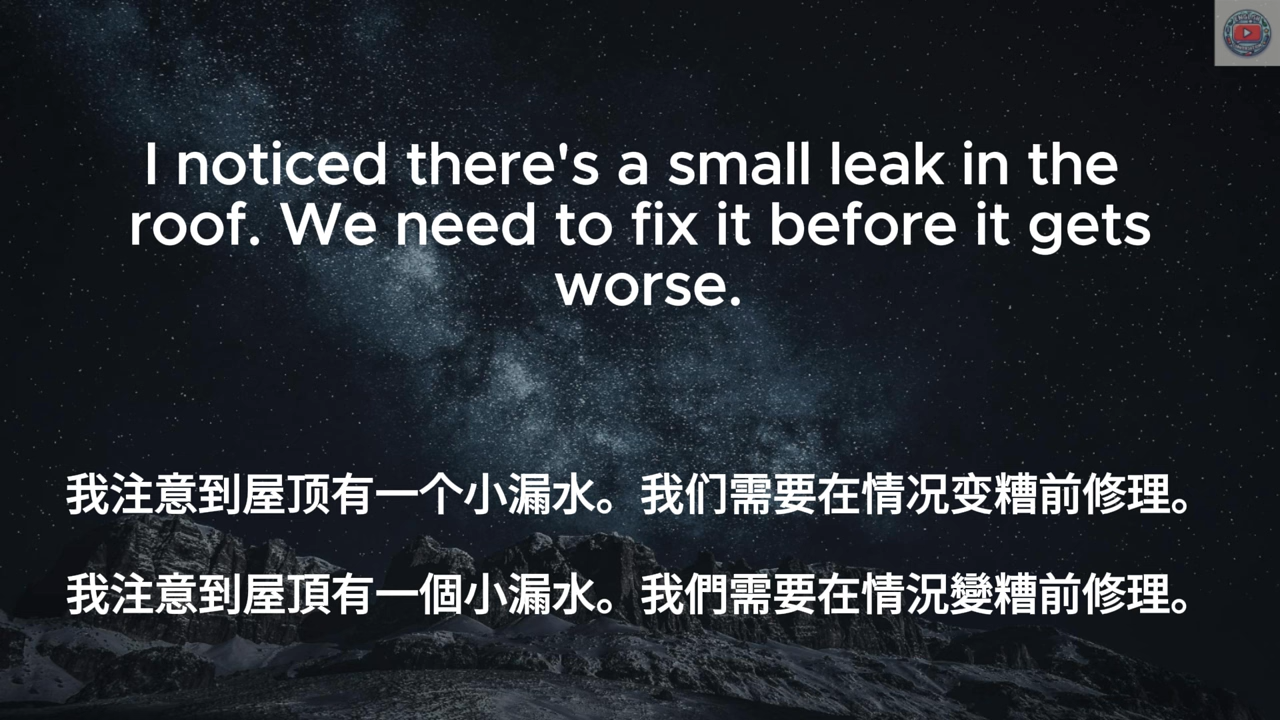 I noticed there's a small leak in the
roof. We need to fix it before it gets
worse.
我注意到屋顶有一个小漏水。我们需要在情况变糟前修理。
我注意到屋頂有一個小漏水。我們需要在情況變糟前修理。